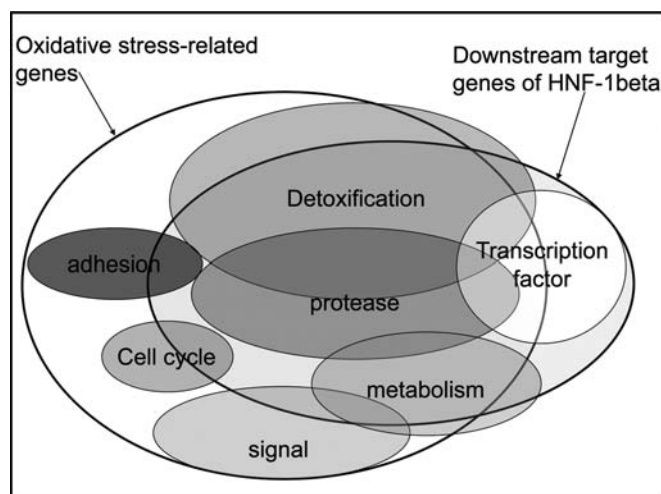 Oxidative stress-related
genes
Downstream target
genes of HNF-1beta
Detoxification
Transcription
factor
adhesion
protease
Cell cycle
metabolism
signal